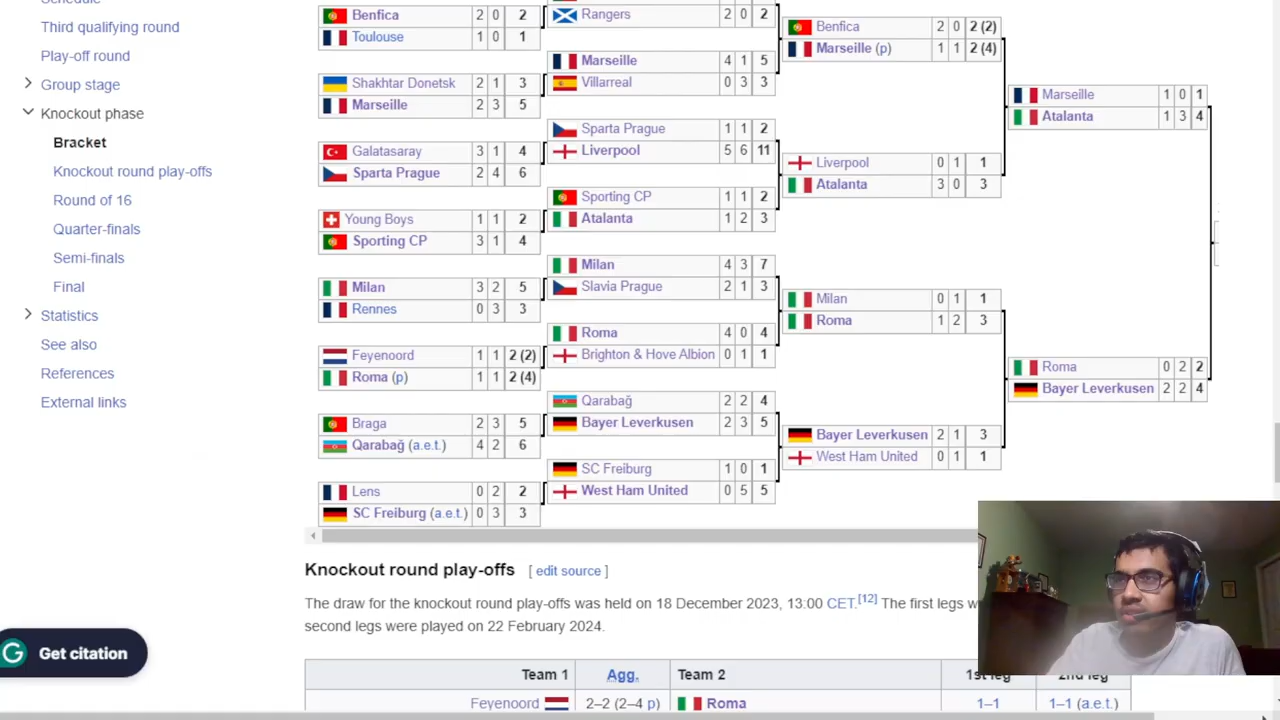 Schedule
Third qualifying round
Play-off round
Group stage
Knockout phase
Bracket
Knockout round play-offs
Round of 16
Quarter-finals
Semi-finals
Final
Statistics
See also
References
External links
Get citation
Benfica 2 0 2
Toulouse 1 0 1
Shakhtar Donetsk 2 1 3
Marseille 2 3 5
Galatasaray 3 1 4
Sparta Prague 2 4 6
Young Boys 1 1 2
Sporting CP 3 1 4
Milan 3 2 5
Rennes 0 3 3
Feyenoord 1 1 2 (2)
Roma (p) 1 1 2 (4)
Braga 2 3 5
Qarabağ (a.e.t.) 4 2 6
Lens 0 2 2
SC Freiburg (a.e.t.) 0 3 3
Rangers 2 0 2
Marseille 4 1 5
Villarreal 0 3 3
Sparta Prague 1 1 2
Liverpool 5 6 11
Sporting CP 1 1 2
Atalanta 1 2 3
Milan 4 3 7
Slavia Prague 2 1 3
Roma 4 0 4
Brighton & Hove Albion 0 1 1
Qarabağ 2 2 4
Bayer Leverkusen 2 3 5
SC Freiburg 1 0 1
West Ham United 0 5 5
Benfica 2 0 2 (2)
Marseille (p) 1 1 2 (4)
Liverpool 0 1 1
Atalanta 3 0 3
Milan 0 1 1
Roma 1 2 3
Bayer Leverkusen 2 1 3
West Ham United 0 1 1
Marseille 1 0 1
Atalanta 1 3 4
Roma 0 2 2
Bayer Leverkusen 2 2 4
Knockout round play-offs [ edit source ]
The draw for the knockout round play-offs was held on 18 December 2023, 13:00 CET.[12] The first legs
second legs were played on 22 February 2024.
Team 1 Agg. Team 2 1st leg 2nd leg
Feyenoord 2–2 (2–4 p) Roma 1–1 1–1 (a.e.t.)